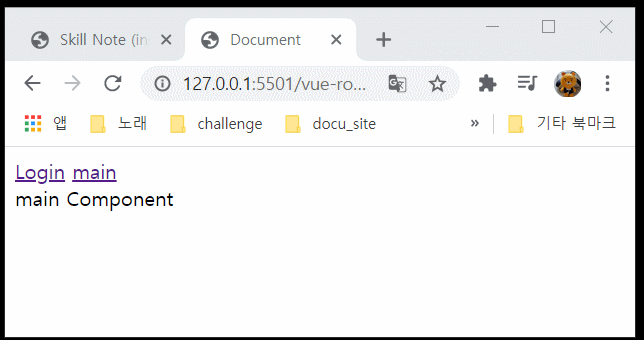 Skill Note (in
Document
127.0.0.1:5501/vue-ro...
앱 노래 challenge docu_site » 기타 북마크
Login main
main Component